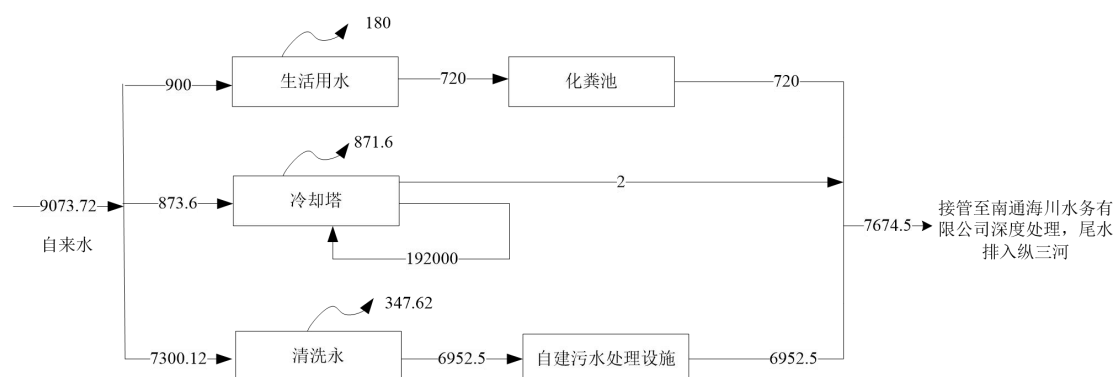 180
900
生活用水
720
化粪池
720
871.6
9073.72
自来水
873.6
冷却塔
2
192000
7674.5
接管至南通海川水务有
限公司深度处理，尾水
排入纵三河
347.62
7300.12
清洗永
6952.5
自建污水处理设施
6952.5